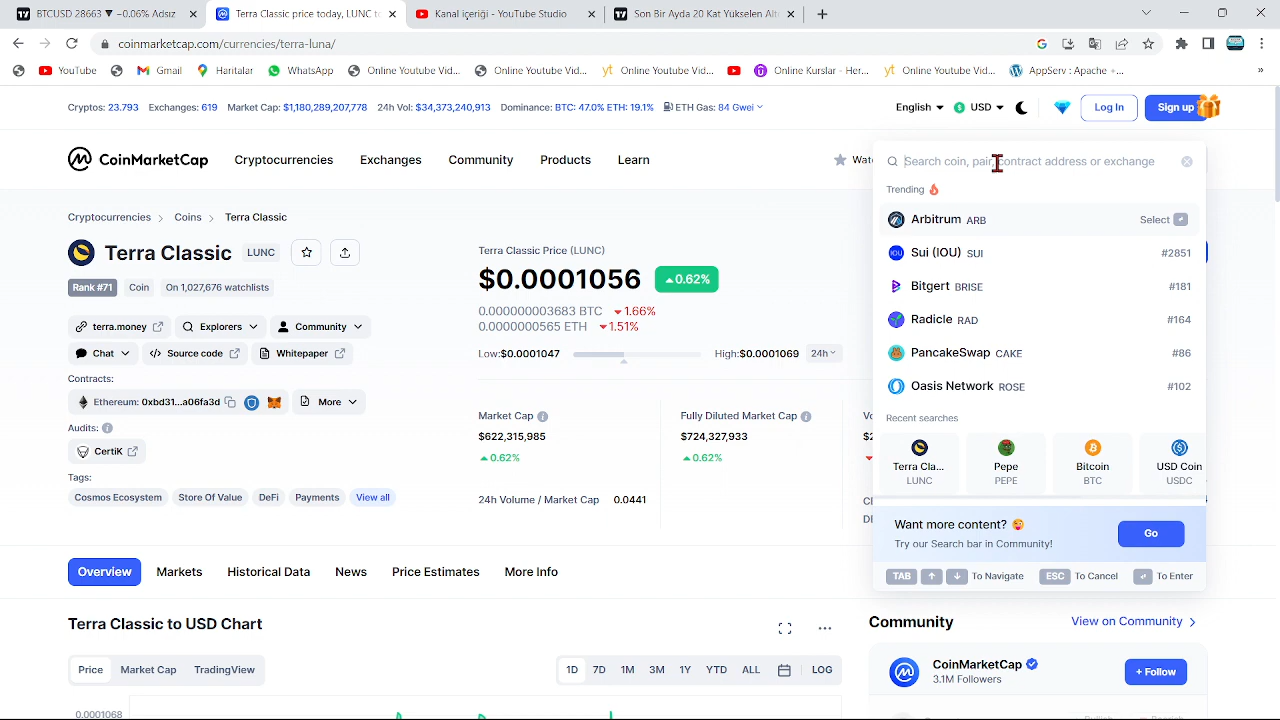 BTCUSD 28663 ▼ −0.06% Adsız
Terra Classic price today, LUNC to
Kanal içeriği - YouTube Studio
Son Bir Ayda 20 Kat Yükselen Alt
coinmarketcap.com/currencies/terra-luna/
YouTube
Gmail
Haritalar
WhatsApp
Online Youtube Vid...
Online Youtube Vid...
Online Youtube Vid...
Online Kurslar - Her...
Online Youtube Vid...
AppServ : Apache +...
»
Cryptos: 23.793 Exchanges: 619 Market Cap: $1,180,289,207,778 24h Vol: $34,373,240,913 Dominance: BTC: 47.0% ETH: 19.1% ETH Gas: 84 Gwei
English USD Log In Sign up
CoinMarketCap Cryptocurrencies Exchanges Community Products Learn
Search coin, pair, contract address or exchange
Trending
Arbitrum ARB Select
Sui (IOU) SUI #2851
Bitgert BRISE #181
Radicle RAD #164
PancakeSwap CAKE #86
Oasis Network ROSE #102
Recent searches
Terra Cla... LUNC
Pepe PEPE
Bitcoin BTC
USD Coin USDC
Want more content?
Try our Search bar in Community!
Go
TAB ↑ ↓ To Navigate ESC To Cancel To Enter
Cryptocurrencies > Coins > Terra Classic
Terra Classic LUNC
Rank #71 Coin On 1,027,676 watchlists
terra.money Explorers Community
Chat Source code Whitepaper
Contracts:
Ethereum: 0xbd31...a06fa3d More
Audits:
CertiK
Tags:
Cosmos Ecosystem Store Of Value DeFi Payments View all
Terra Classic Price (LUNC)
$0.0001056 0.62%
0.000000003683 BTC 1.66%
0.0000000565 ETH 1.51%
Low:$0.0001047 High:$0.0001069 24h
Market Cap
$622,315,985
0.62%
24h Volume / Market Cap 0.0441
Fully Diluted Market Cap
$724,327,933
0.62%
Overview Markets Historical Data News Price Estimates More Info
Terra Classic to USD Chart
Price Market Cap TradingView
1D 7D 1M 3M 1Y YTD ALL LOG
0.0001068
Community View on Community >
CoinMarketCap
3.1M Followers
+ Follow